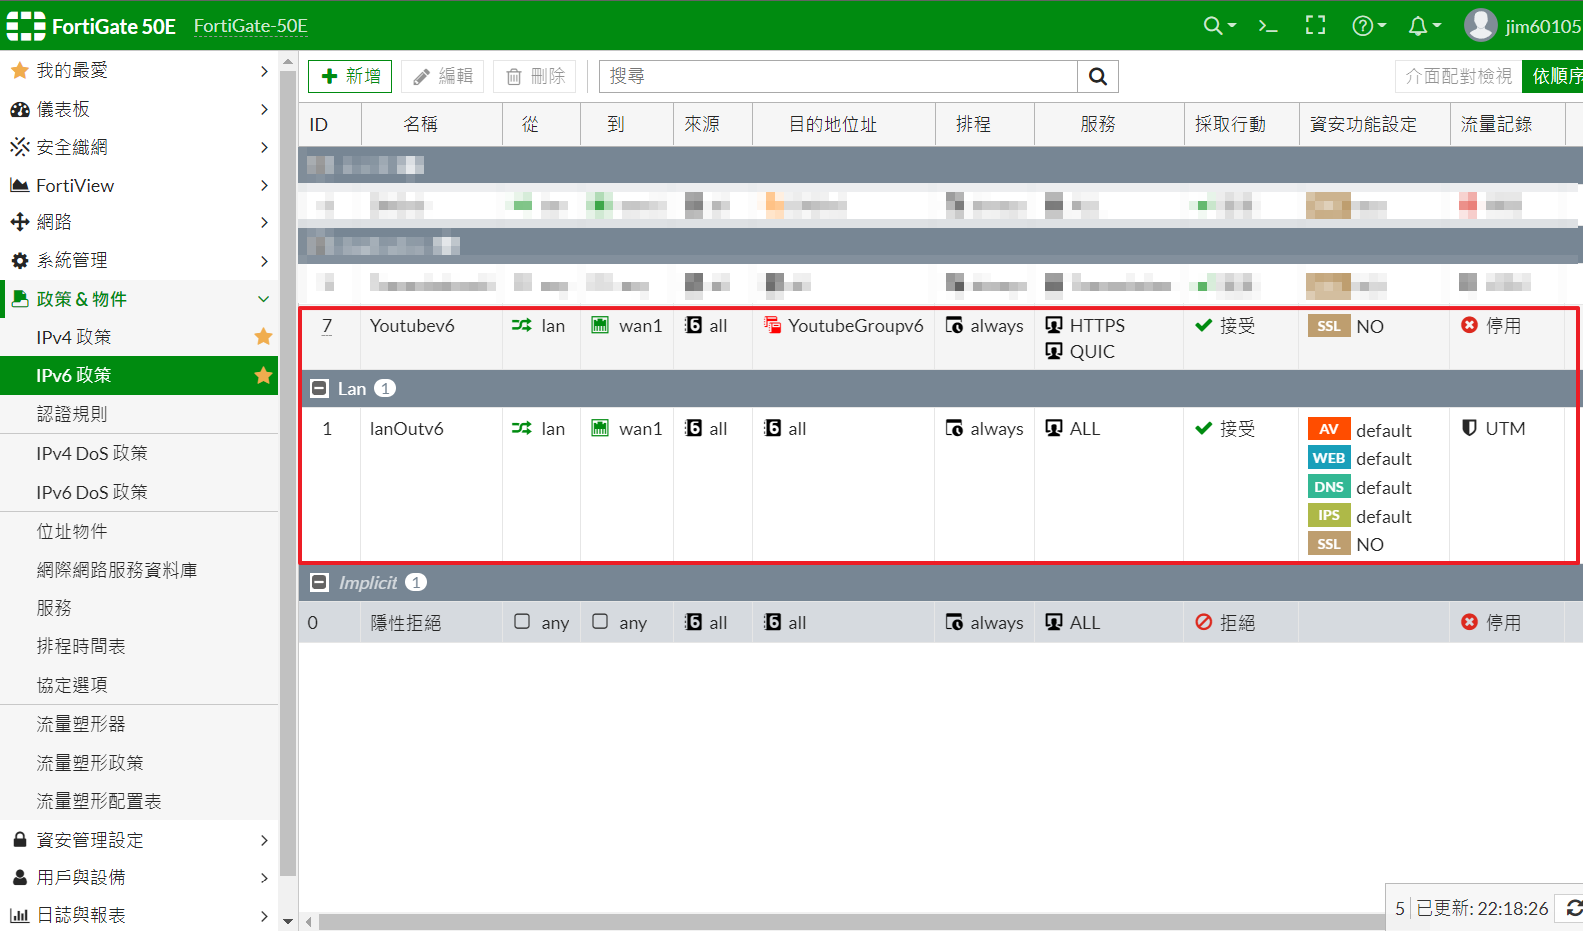 FortiGate 50E FortiGate-50E jim60105
我的最愛
儀表板
安全織網
FortiView
網路
系統管理
政策 & 物件
IPv4 政策
IPv6 政策
認證規則
IPv4 DoS 政策
IPv6 DoS 政策
位址物件
網際網路服務資料庫
服務
排程時間表
協定選項
流量塑形器
流量塑形政策
流量塑形配置表
資安管理設定
用戶與設備
日誌與報表
新增 編輯 刪除 搜尋 介面配對檢視 依順序
ID 名稱 從 到 來源 目的地位址 排程 服務 採取行動 資安功能設定 流量記錄
7 Youtubev6 lan wan1 all YoutubeGroupv6 always HTTPS 接受 SSL NO 停用
QUIC
Lan 1
1 lanOutv6 lan wan1 all all always ALL 接受 AV default UTM
WEB default
DNS default
IPS default
SSL NO
Implicit 1
0 隱性拒絕 any any all all always ALL 拒絕 停用
5 已更新: 22:18:26